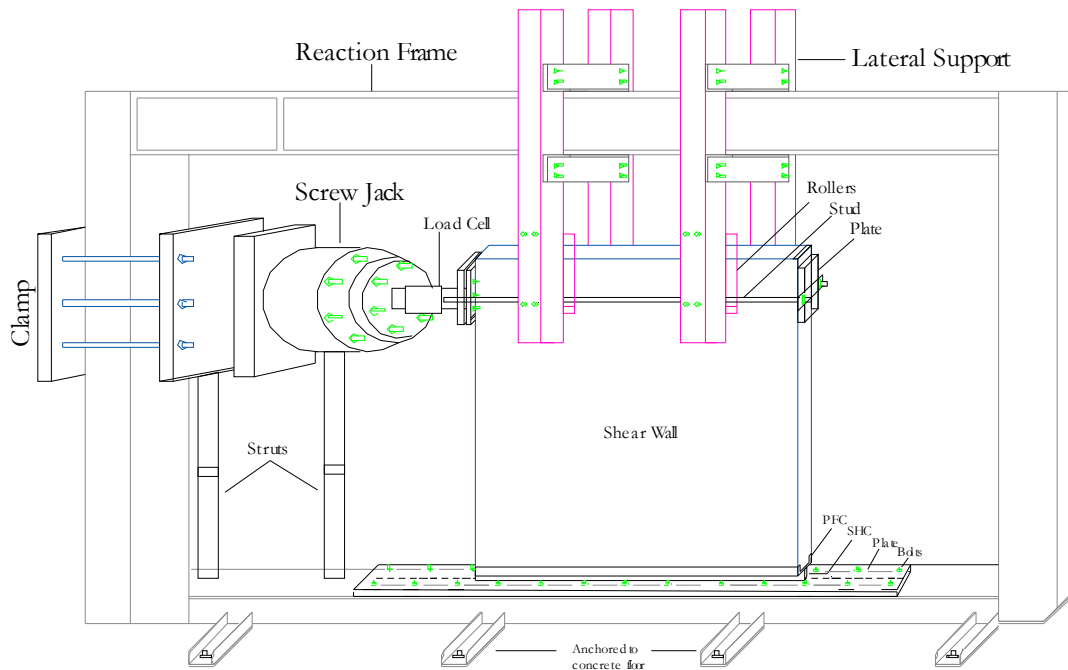 Reaction Frame
Lateral Support
Screw Jack
Load Cell
Rollers
Stud
Plate
Clamp
Struts
Shear Wall
PFC
SHC
Plate
Bolts
Anchored to
concrete floor